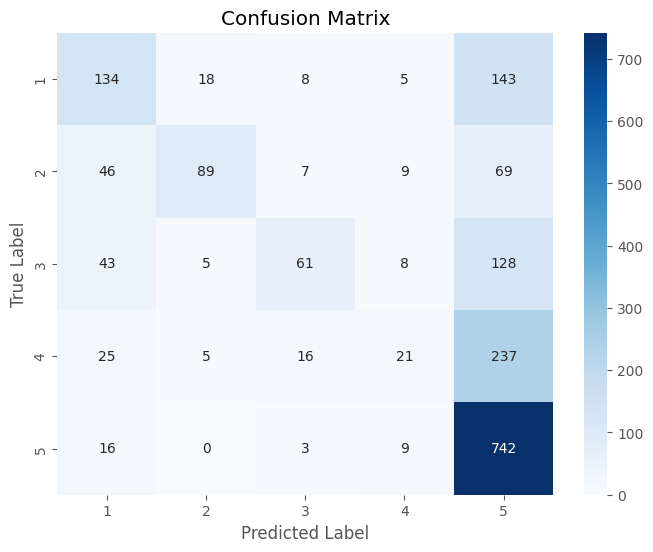 Confusion Matrix
True Label
1 134 18 8 5 143
2 46 89 7 9 69
3 43 5 61 8 128
4 25 5 16 21 237
5 16 0 3 9 742
1 2 3 4 5
Predicted Label
700
600
500
400
300
200
100
0